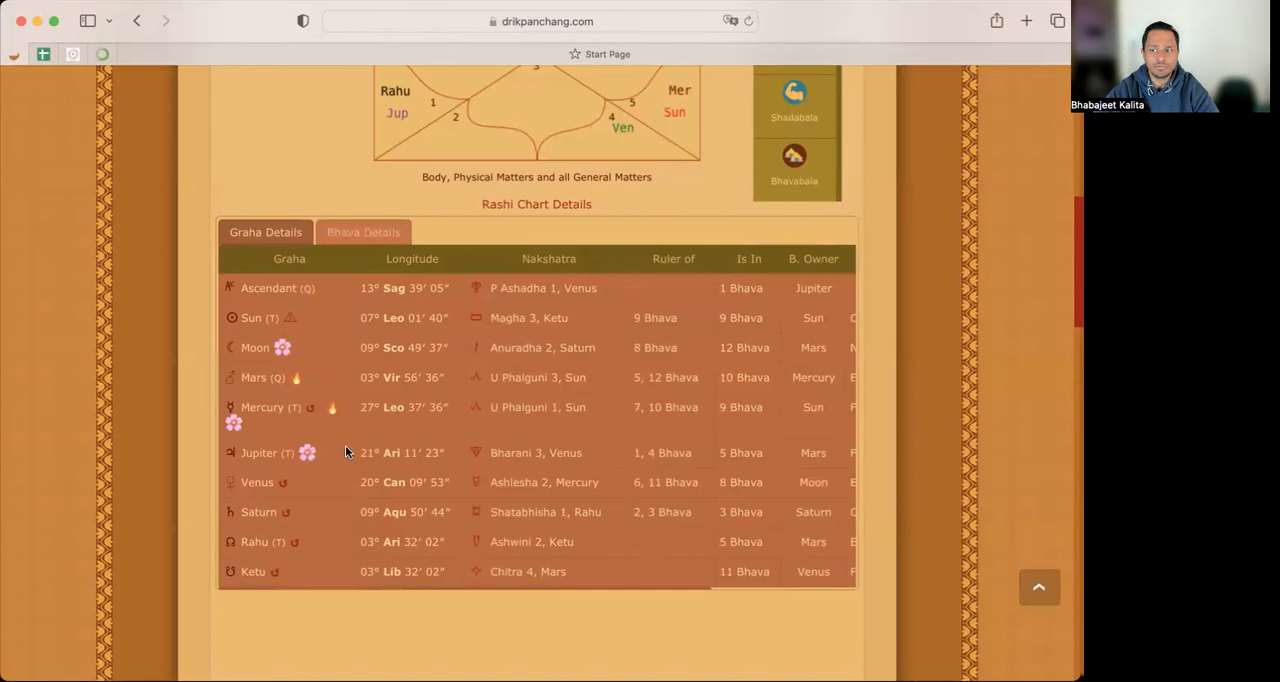 drikpanchang.com
Start Page
Bhabajeet Kalita
3
Rahu
Mer
1
5
Jup
Sun
2
4
Ven
Shadabala
Bhavabala
Body, Physical Matters and all General Matters
Rashi Chart Details
Graha Details Bhava Details
Graha Longitude Nakshatra Ruler of Is In B. Owner
Ascendant (Q) 13° Sag 39′ 05″ P Ashadha 1, Venus 1 Bhava Jupiter
Sun (T) 07° Leo 01′ 40″ Magha 3, Ketu 9 Bhava 9 Bhava Sun
Moon 09° Sco 49′ 37″ Anuradha 2, Saturn 8 Bhava 12 Bhava Mars
Mars (Q) 03° Vir 56′ 36″ U Phalguni 3, Sun 5, 12 Bhava 10 Bhava Mercury
Mercury (T) 27° Leo 37′ 36″ U Phalguni 1, Sun 7, 10 Bhava 9 Bhava Sun
Jupiter (T) 21° Ari 11′ 23″ Bharani 3, Venus 1, 4 Bhava 5 Bhava Mars
Venus 20° Can 09′ 53″ Ashlesha 2, Mercury 6, 11 Bhava 8 Bhava Moon
Saturn 09° Aqu 50′ 44″ Shatabhisha 1, Rahu 2, 3 Bhava 3 Bhava Saturn
Rahu (T) 03° Ari 32′ 02″ Ashwini 2, Ketu 5 Bhava Mars
Ketu 03° Lib 32′ 02″ Chitra 4, Mars 11 Bhava Venus